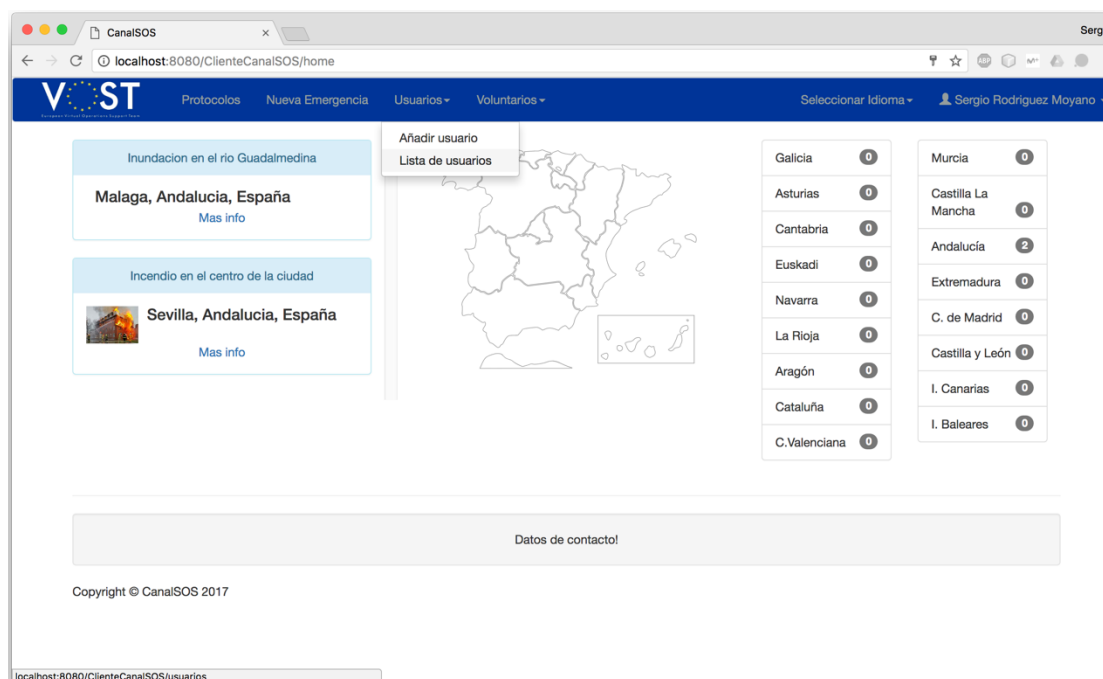 CanalSOS
Serg
localhost:8080/ClienteCanalSOS/home
VOST
European Virtual Operations Support Team
Protocolos
Nueva Emergencia
Usuarios
Voluntarios
Seleccionar Idioma
Sergio Rodriguez Moyano
Añadir usuario
Lista de usuarios
Inundacion en el rio Guadalmedina
Malaga, Andalucia, España
Mas info
Incendio en el centro de la ciudad
Sevilla, Andalucia, España
Mas info
Galicia 0
Asturias 0
Cantabria 0
Euskadi 0
Navarra 0
La Rioja 0
Aragón 0
Cataluña 0
C.Valenciana 0
Murcia 0
Castilla La
Mancha 0
Andalucía 2
Extremadura 0
C. de Madrid 0
Castilla y León 0
I. Canarias 0
I. Baleares 0
Datos de contacto!
Copyright © CanalSOS 2017
localhost:8080/ClienteCanalSOS/usuarios